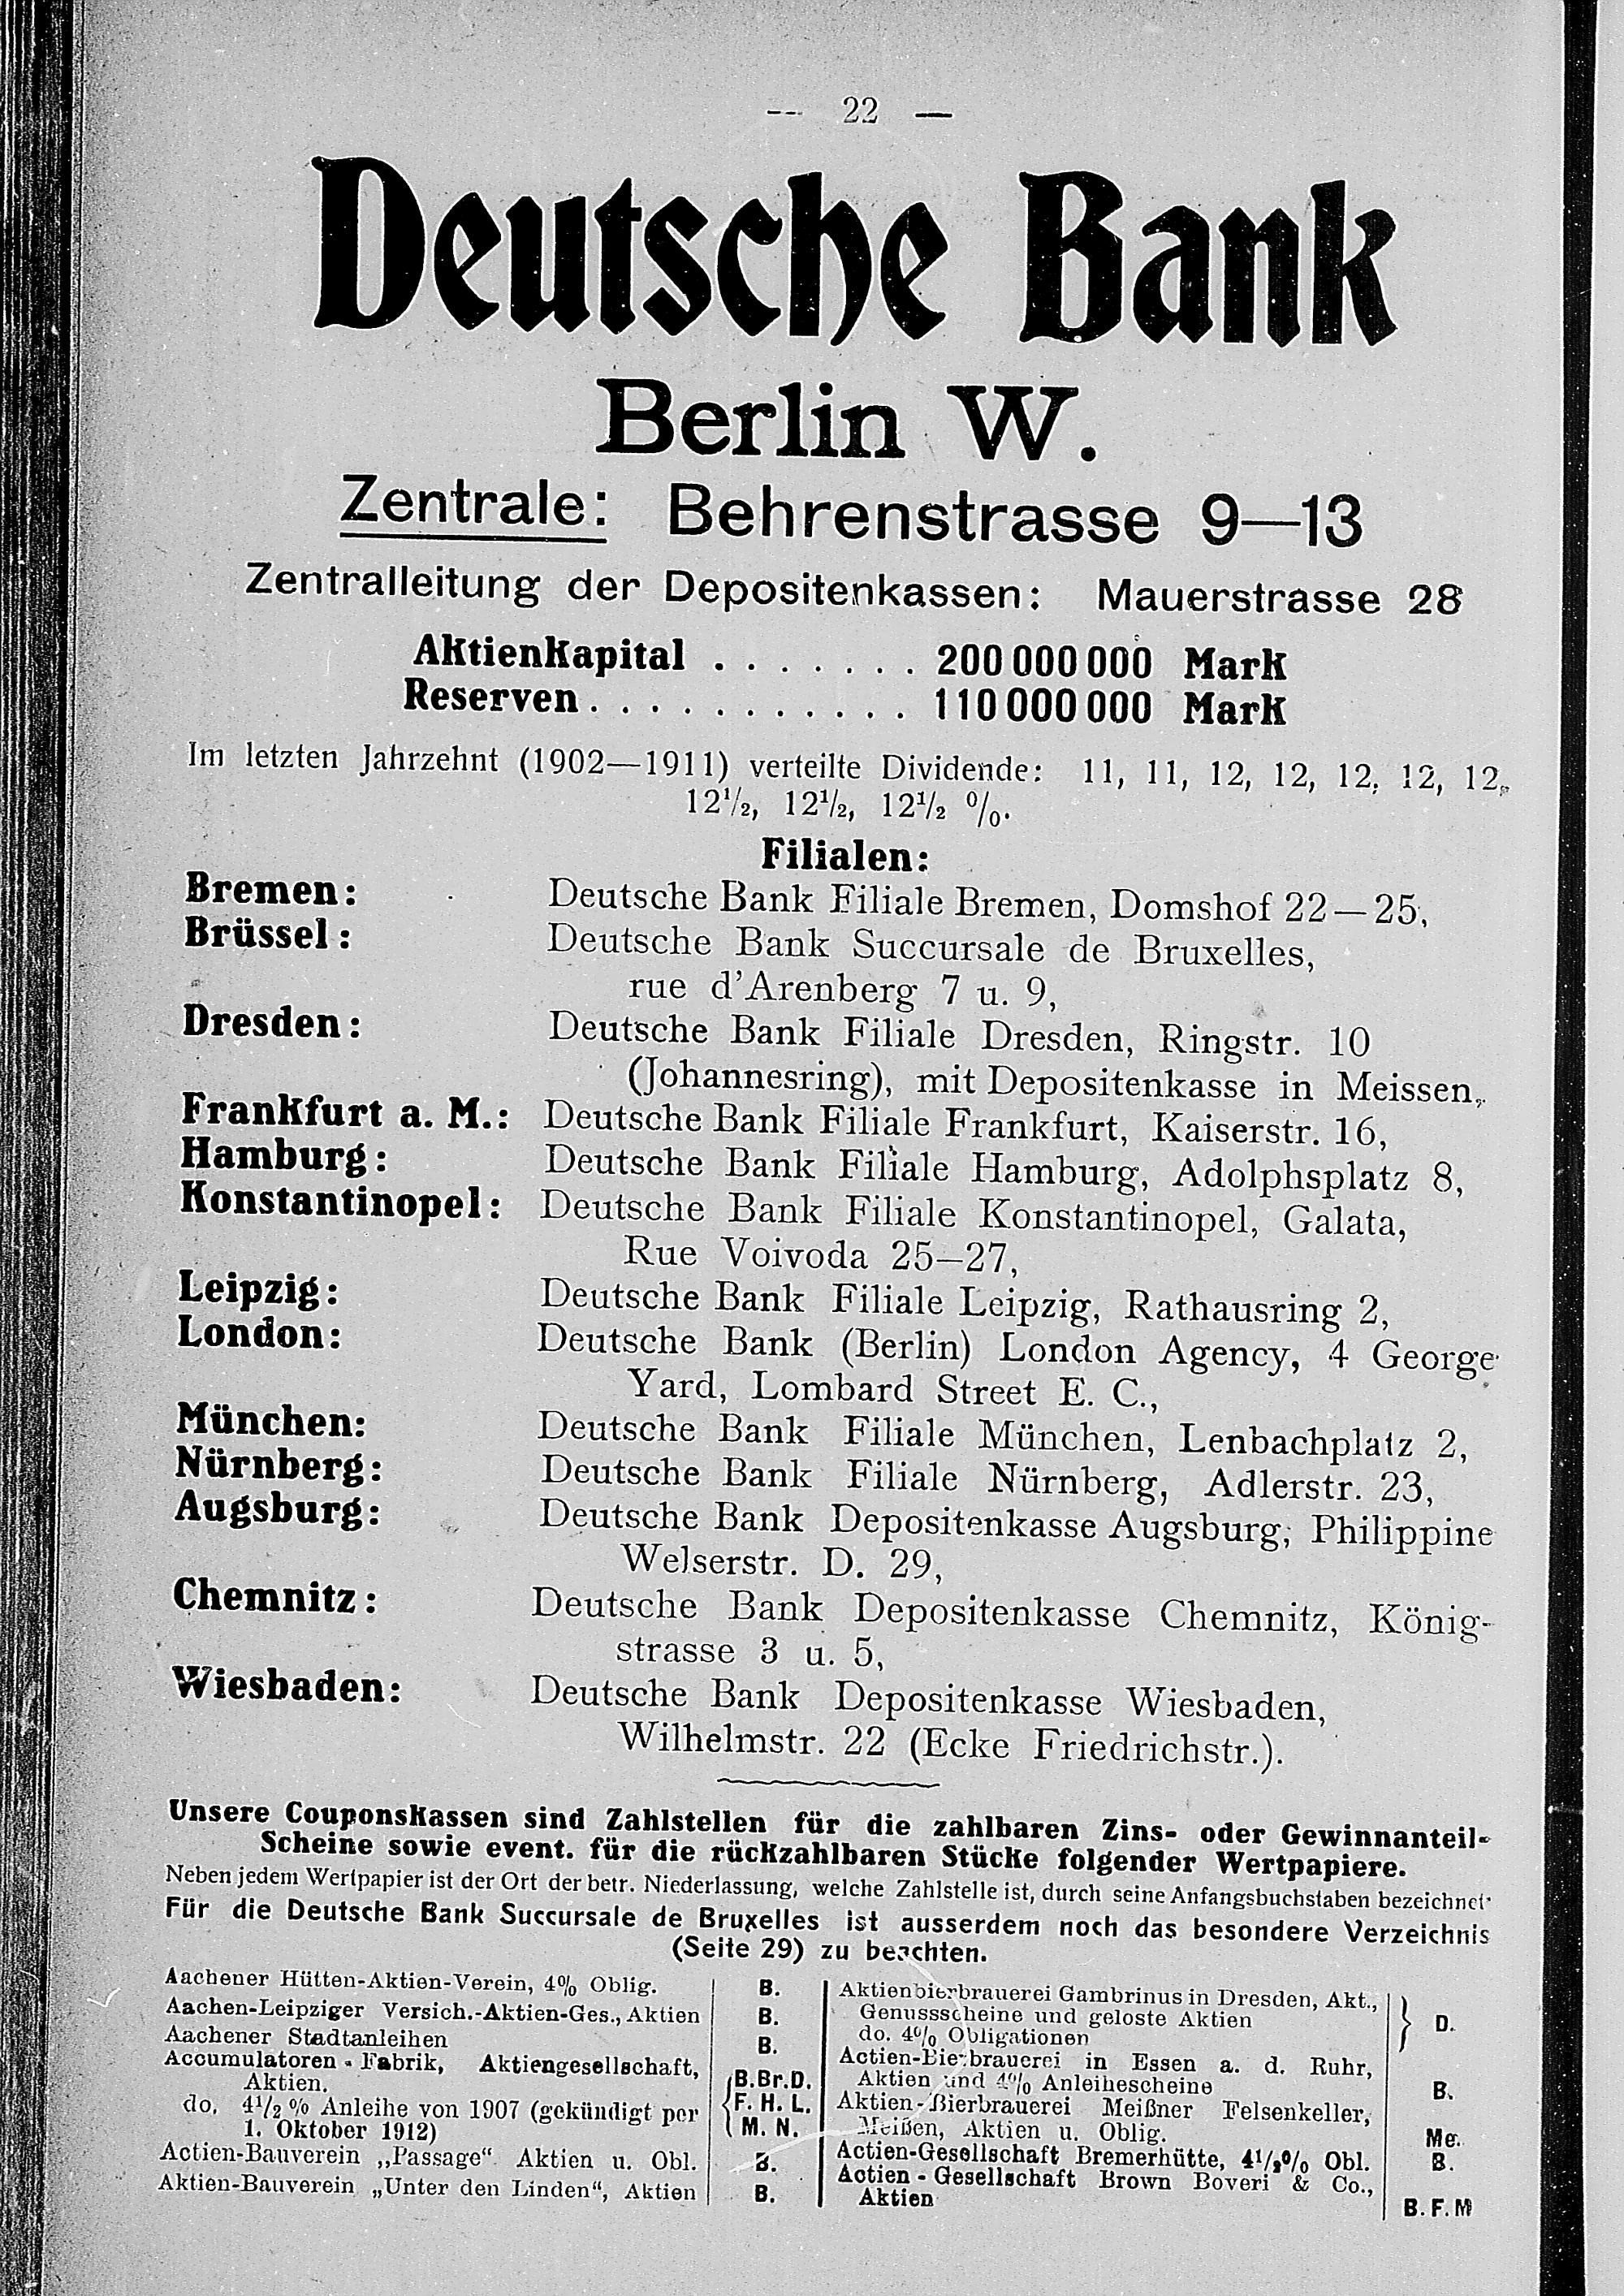 — 22 —
Deutsche Bank
Berlin W.
Zentrale: Behrenstrasse 9—13
Zentralleitung der Depositenkassen: Mauerstrasse 28
Aktienkapital . . . . . . . 200 000 000 Mark
Reserven . . . . . . . . . . 110 000 000 Mark
Im letzten Jahrzehnt (1902—1911) verteilte Dividende: 11, 11, 12, 12, 12, 12, 12,
12½, 12½, 12½ %.
Filialen:
Bremen: Deutsche Bank Filiale Bremen, Domshof 22—25,
Brüssel: Deutsche Bank Succursale de Bruxelles,
rue d'Arenberg 7 u. 9,
Dresden: Deutsche Bank Filiale Dresden, Ringstr. 10
(Johannesring), mit Depositenkasse in Meissen,
Frankfurt a. M.: Deutsche Bank Filiale Frankfurt, Kaiserstr. 16,
Hamburg: Deutsche Bank Filiale Hamburg, Adolphsplatz 8,
Konstantinopel: Deutsche Bank Filiale Konstantinopel, Galata,
Rue Voivoda 25—27,
Leipzig: Deutsche Bank Filiale Leipzig, Rathausring 2,
London: Deutsche Bank (Berlin) London Agency, 4 George
Yard, Lombard Street E. C.,
München: Deutsche Bank Filiale München, Lenbachplatz 2,
Nürnberg: Deutsche Bank Filiale Nürnberg, Adlerstr. 23,
Augsburg: Deutsche Bank Depositenkasse Augsburg, Philippine
Welserstr. D. 29,
Chemnitz: Deutsche Bank Depositenkasse Chemnitz, König-
strasse 3 u. 5,
Wiesbaden: Deutsche Bank Depositenkasse Wiesbaden,
Wilhelmstr. 22 (Ecke Friedrichstr.).
Unsere Couponskassen sind Zahlstellen für die zahlbaren Zins- oder Gewinnanteil-
Scheine sowie event. für die rückzahlbaren Stücke folgender Wertpapiere.
Neben jedem Wertpapier ist der Ort der betr. Niederlassung, welche Zahlstelle ist, durch seine Anfangsbuchstaben bezeichnet
Für die Deutsche Bank Succursale de Bruxelles ist ausserdem noch das besondere Verzeichnis
(Seite 29) zu beachten.
Aachener Hütten-Aktien-Verein, 4% Oblig. B.
Aachen-Leipziger Versich.-Aktien-Ges., Aktien B.
Aachener Stadtanleihen B.
Accumulatoren-Fabrik, Aktiengesellschaft,
Aktien. B.Br.D.
do. 4½ % Anleihe von 1907 (gekündigt per F. H. L.
1. Oktober 1912) M. N.
Actien-Bauverein „Passage“ Aktien u. Obl. B.
Aktien-Bauverein „Unter den Linden“, Aktien B.
Aktienbierbrauerei Gambrinus in Dresden, Akt.,
Genussscheine und geloste Aktien D.
do. 4% Obligationen
Actien-Bierbrauerei in Essen a. d. Ruhr,
Aktien und 4% Anleihescheine B.
Aktien-Bierbrauerei Meißner Felsenkeller,
Meißen, Aktien u. Oblig. Me.
Actien-Gesellschaft Bremerhütte, 4½% Obl. B.
Actien-Gesellschaft Brown Boveri & Co.,
Aktien B. F. M